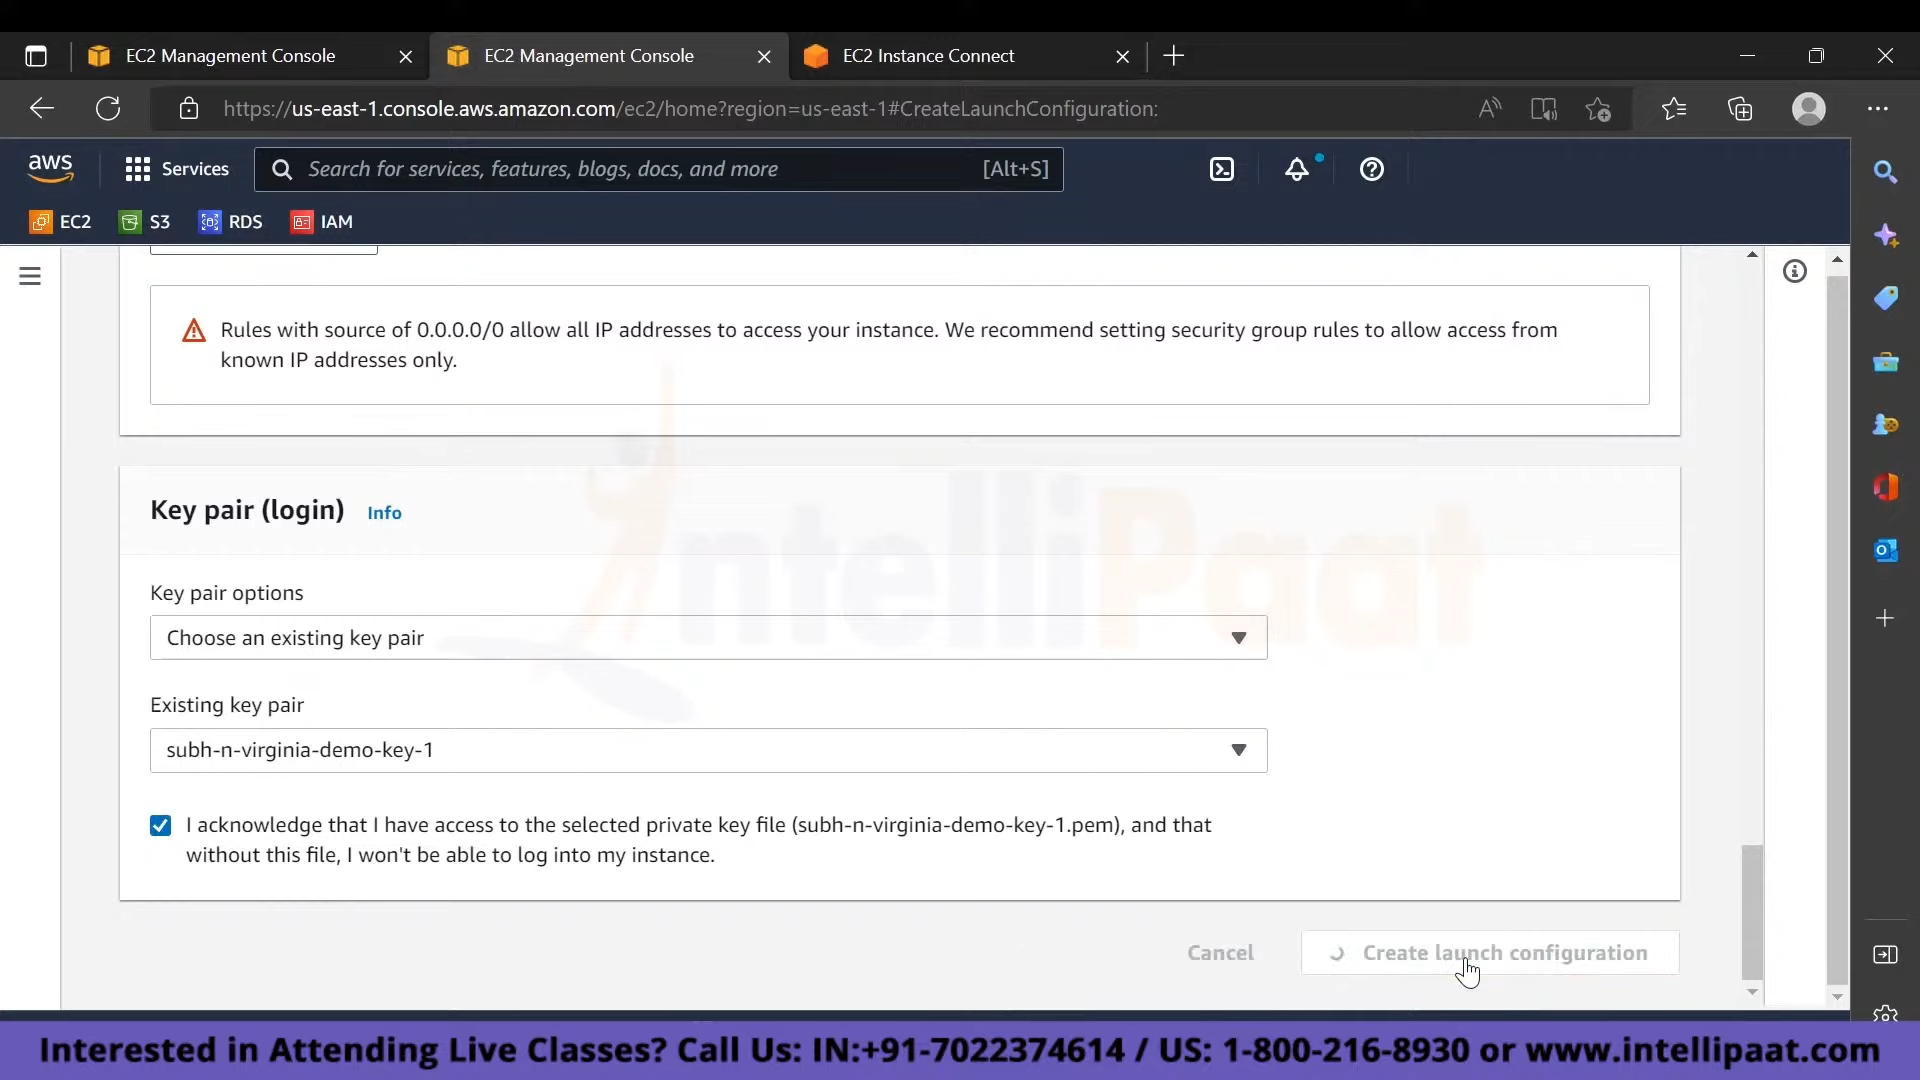 EC2 Management Console
EC2 Management Console
EC2 Instance Connect
https://us-east-1.console.aws.amazon.com/ec2/home?region=us-east-1#CreateLaunchConfiguration:
aws
Services
Search for services, features, blogs, docs, and more
[Alt+S]
EC2
S3
RDS
IAM
Rules with source of 0.0.0.0/0 allow all IP addresses to access your instance. We recommend setting security group rules to allow access from
known IP addresses only.
IntelliPaat
Key pair (login) Info
Key pair options
Choose an existing key pair
Existing key pair
subh-n-virginia-demo-key-1
I acknowledge that I have access to the selected private key file (subh-n-virginia-demo-key-1.pem), and that
without this file, I won't be able to log into my instance.
Cancel
Create launch configuration
Interested in Attending Live Classes? Call Us: IN:+91-7022374614 / US: 1-800-216-8930 or www.intellipaat.com